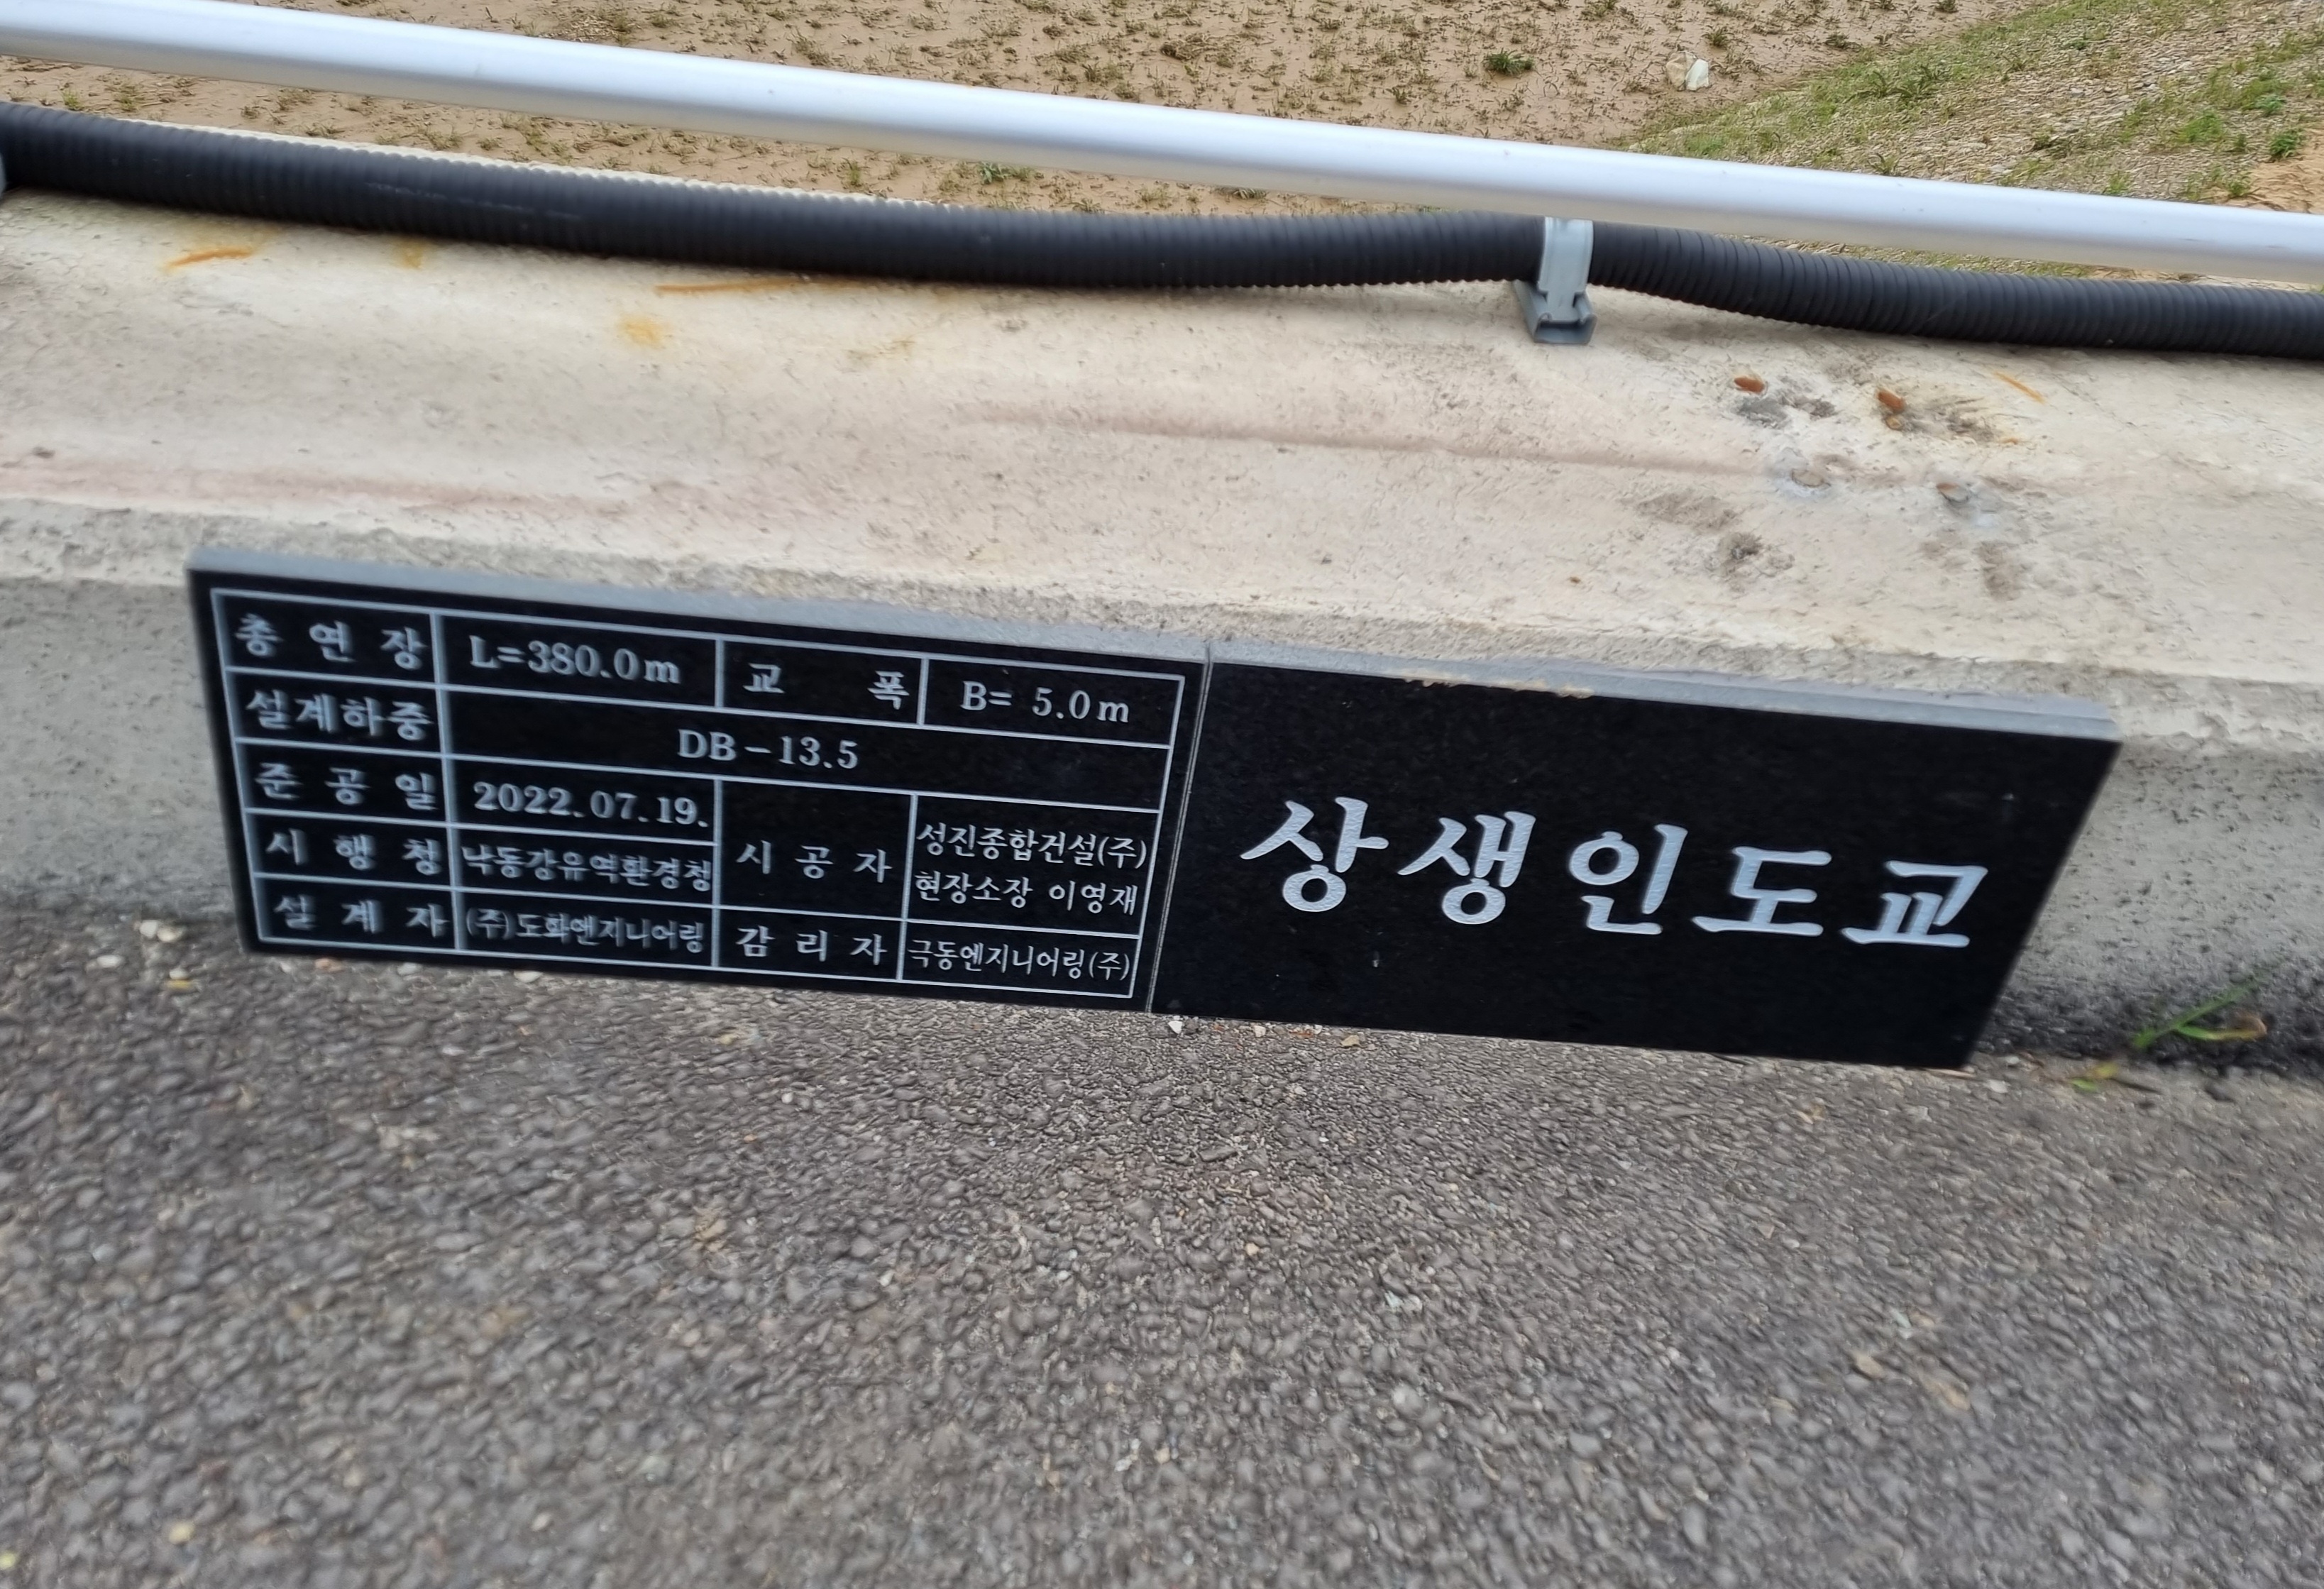 총 연 장 L=380.0m 교 폭 B= 5.0m
설계하중 DB-13.5
준 공 일 2022.07.19.
시 행 청 낙동강유역환경청
시 공 자 성진종합건설(주)
현장소장 이영재
설 계 자 (주)도화엔지니어링
감 리 자 극동엔지니어링(주)
상생인도교